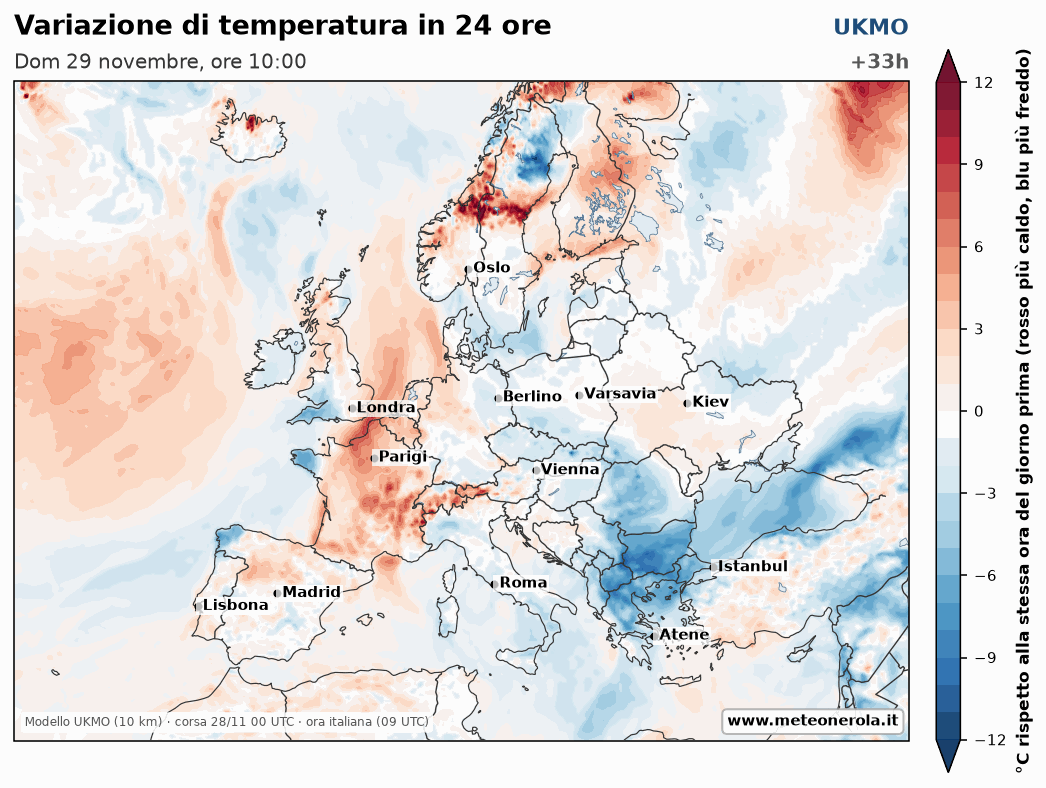 Variazione di temperatura in 24 ore
UKMO
Dom 29 novembre, ore 10:00
+33h
Oslo
Londra
Berlino
Varsavia
Kiev
Parigi
Vienna
Istanbul
Roma
Madrid
Lisbona
Atene
Modello UKMO (10 km) · corsa 28/11 00 UTC · ora italiana (09 UTC)
www.meteonerola.it
12
9
6
3
0
−3
−6
−9
−12
°C rispetto alla stessa ora del giorno prima (rosso più caldo, blu più freddo)